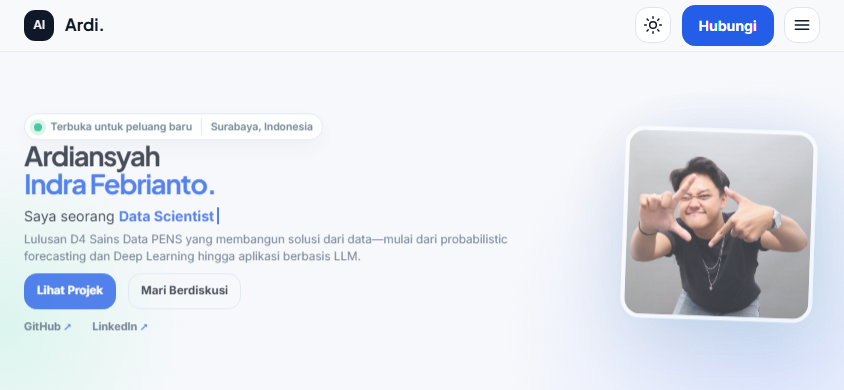 AI Ardi. Hubungi
Terbuka untuk peluang baru Surabaya, Indonesia
Ardiansyah
Indra Febrianto.
Saya seorang Data Scientist
Lulusan D4 Sains Data PENS yang membangun solusi dari data—mulai dari probabilistic
forecasting dan Deep Learning hingga aplikasi berbasis LLM.
Lihat Projek Mari Berdiskusi
GitHub ↗ LinkedIn ↗